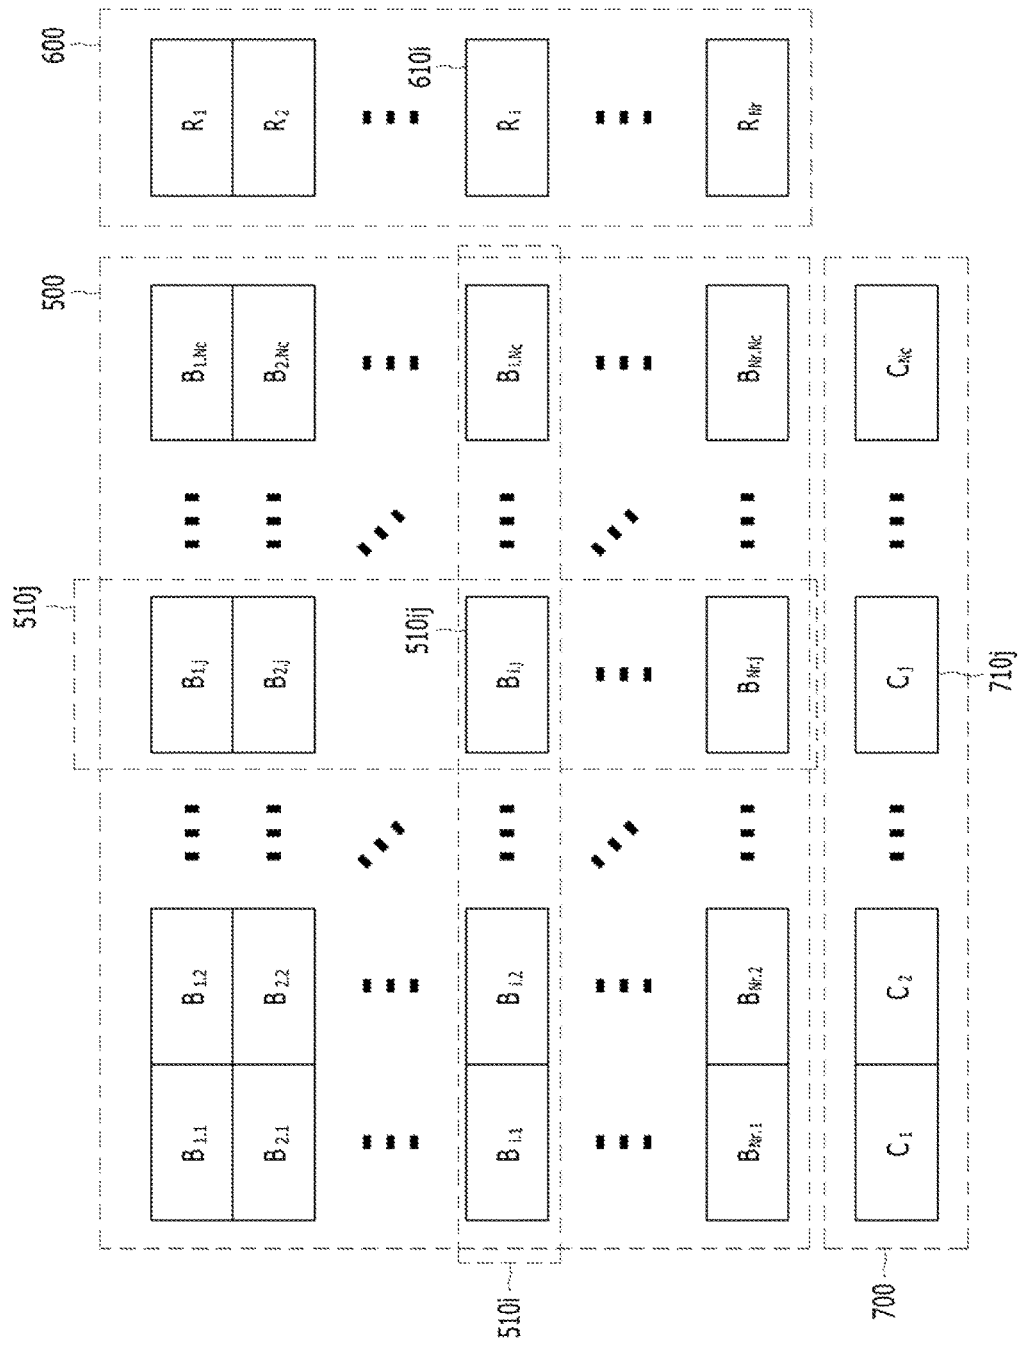 510j
500 600
B1.1 B1.2 B1.j B1.Nc R1
B2.1 B2.2 B2.j B2.Nc R2
510ij 610i
510i Bi.1 Bi.2 Bi.j Bi.Nc Ri
BNr.1 BNr.2 BNr.j BNr.Nc RNr
700 C1 C2 Cj CNc
710j